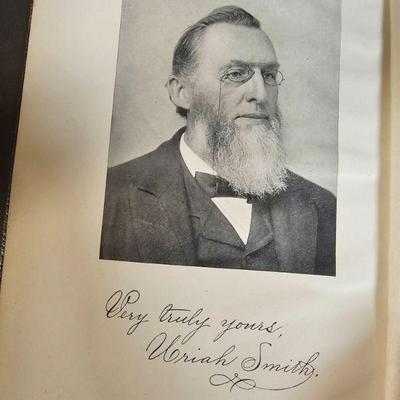 Very truly yours,
Uriah Smith.